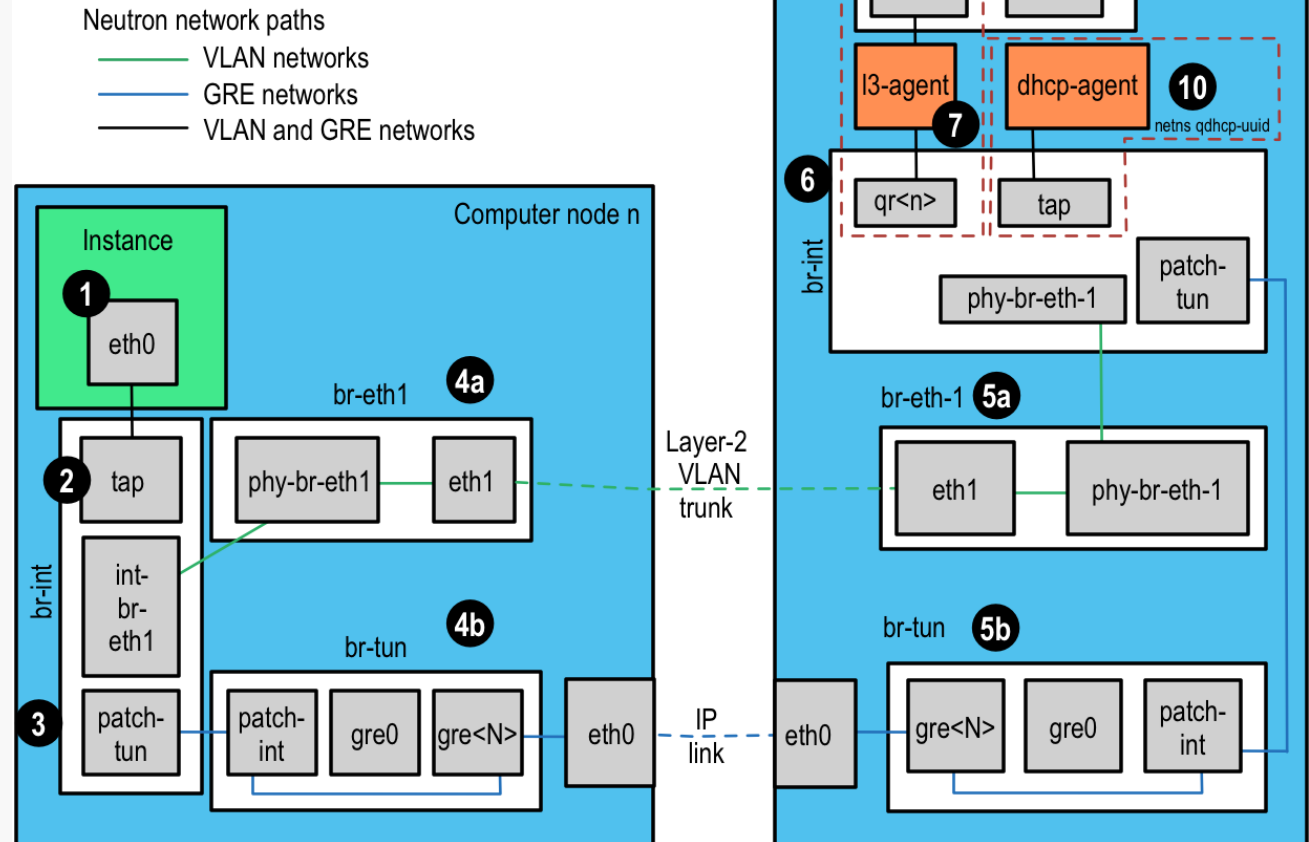 Neutron network paths
VLAN networks
GRE networks
VLAN and GRE networks
Computer node n
Instance
1
eth0
2
tap
br-int
int-
br-
eth1
3
patch-
tun
br-eth1
4a
phy-br-eth1
eth1
br-tun
4b
patch-
int
gre0
gre<N>
eth0
Layer-2
VLAN
trunk
IP
link
l3-agent
7
dhcp-agent
10
netns qdhcp-uuid
6
br-int
qr<n>
tap
phy-br-eth-1
patch-
tun
br-eth-1
5a
eth1
phy-br-eth-1
br-tun
5b
eth0
gre<N>
gre0
patch-
int